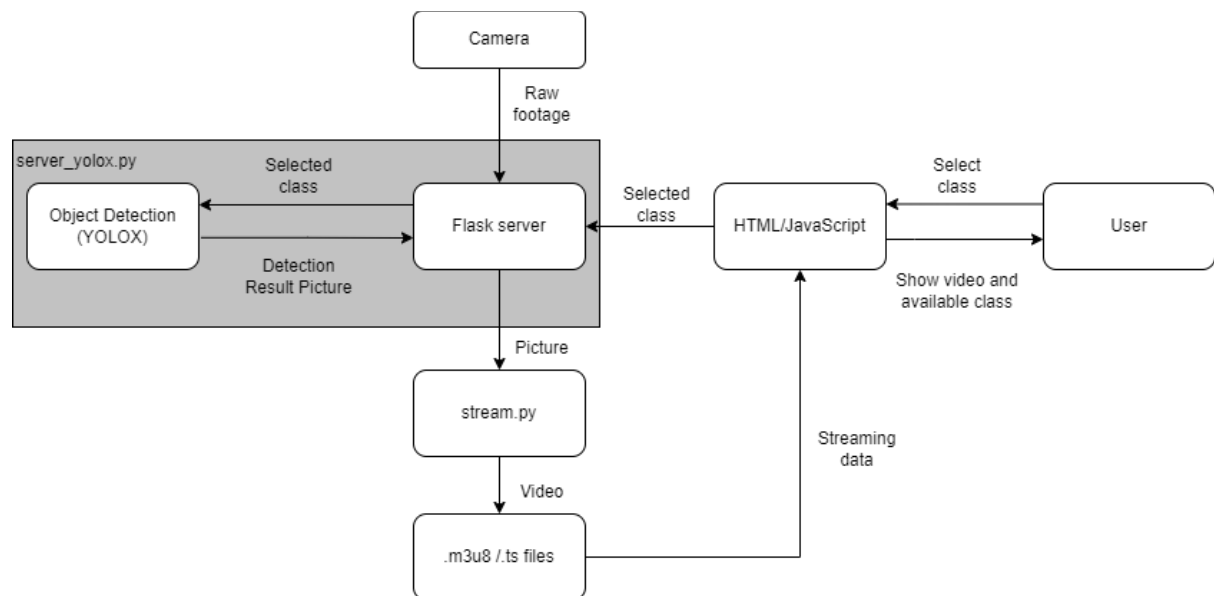 Camera
Raw
footage
server_yolox.py
Selected
class
Object Detection
(YOLOX)
Detection
Result Picture
Flask server
Selected
class
HTML/JavaScript
Select
class
User
Show video and
available class
Picture
stream.py
Video
.m3u8 /.ts files
Streaming
data